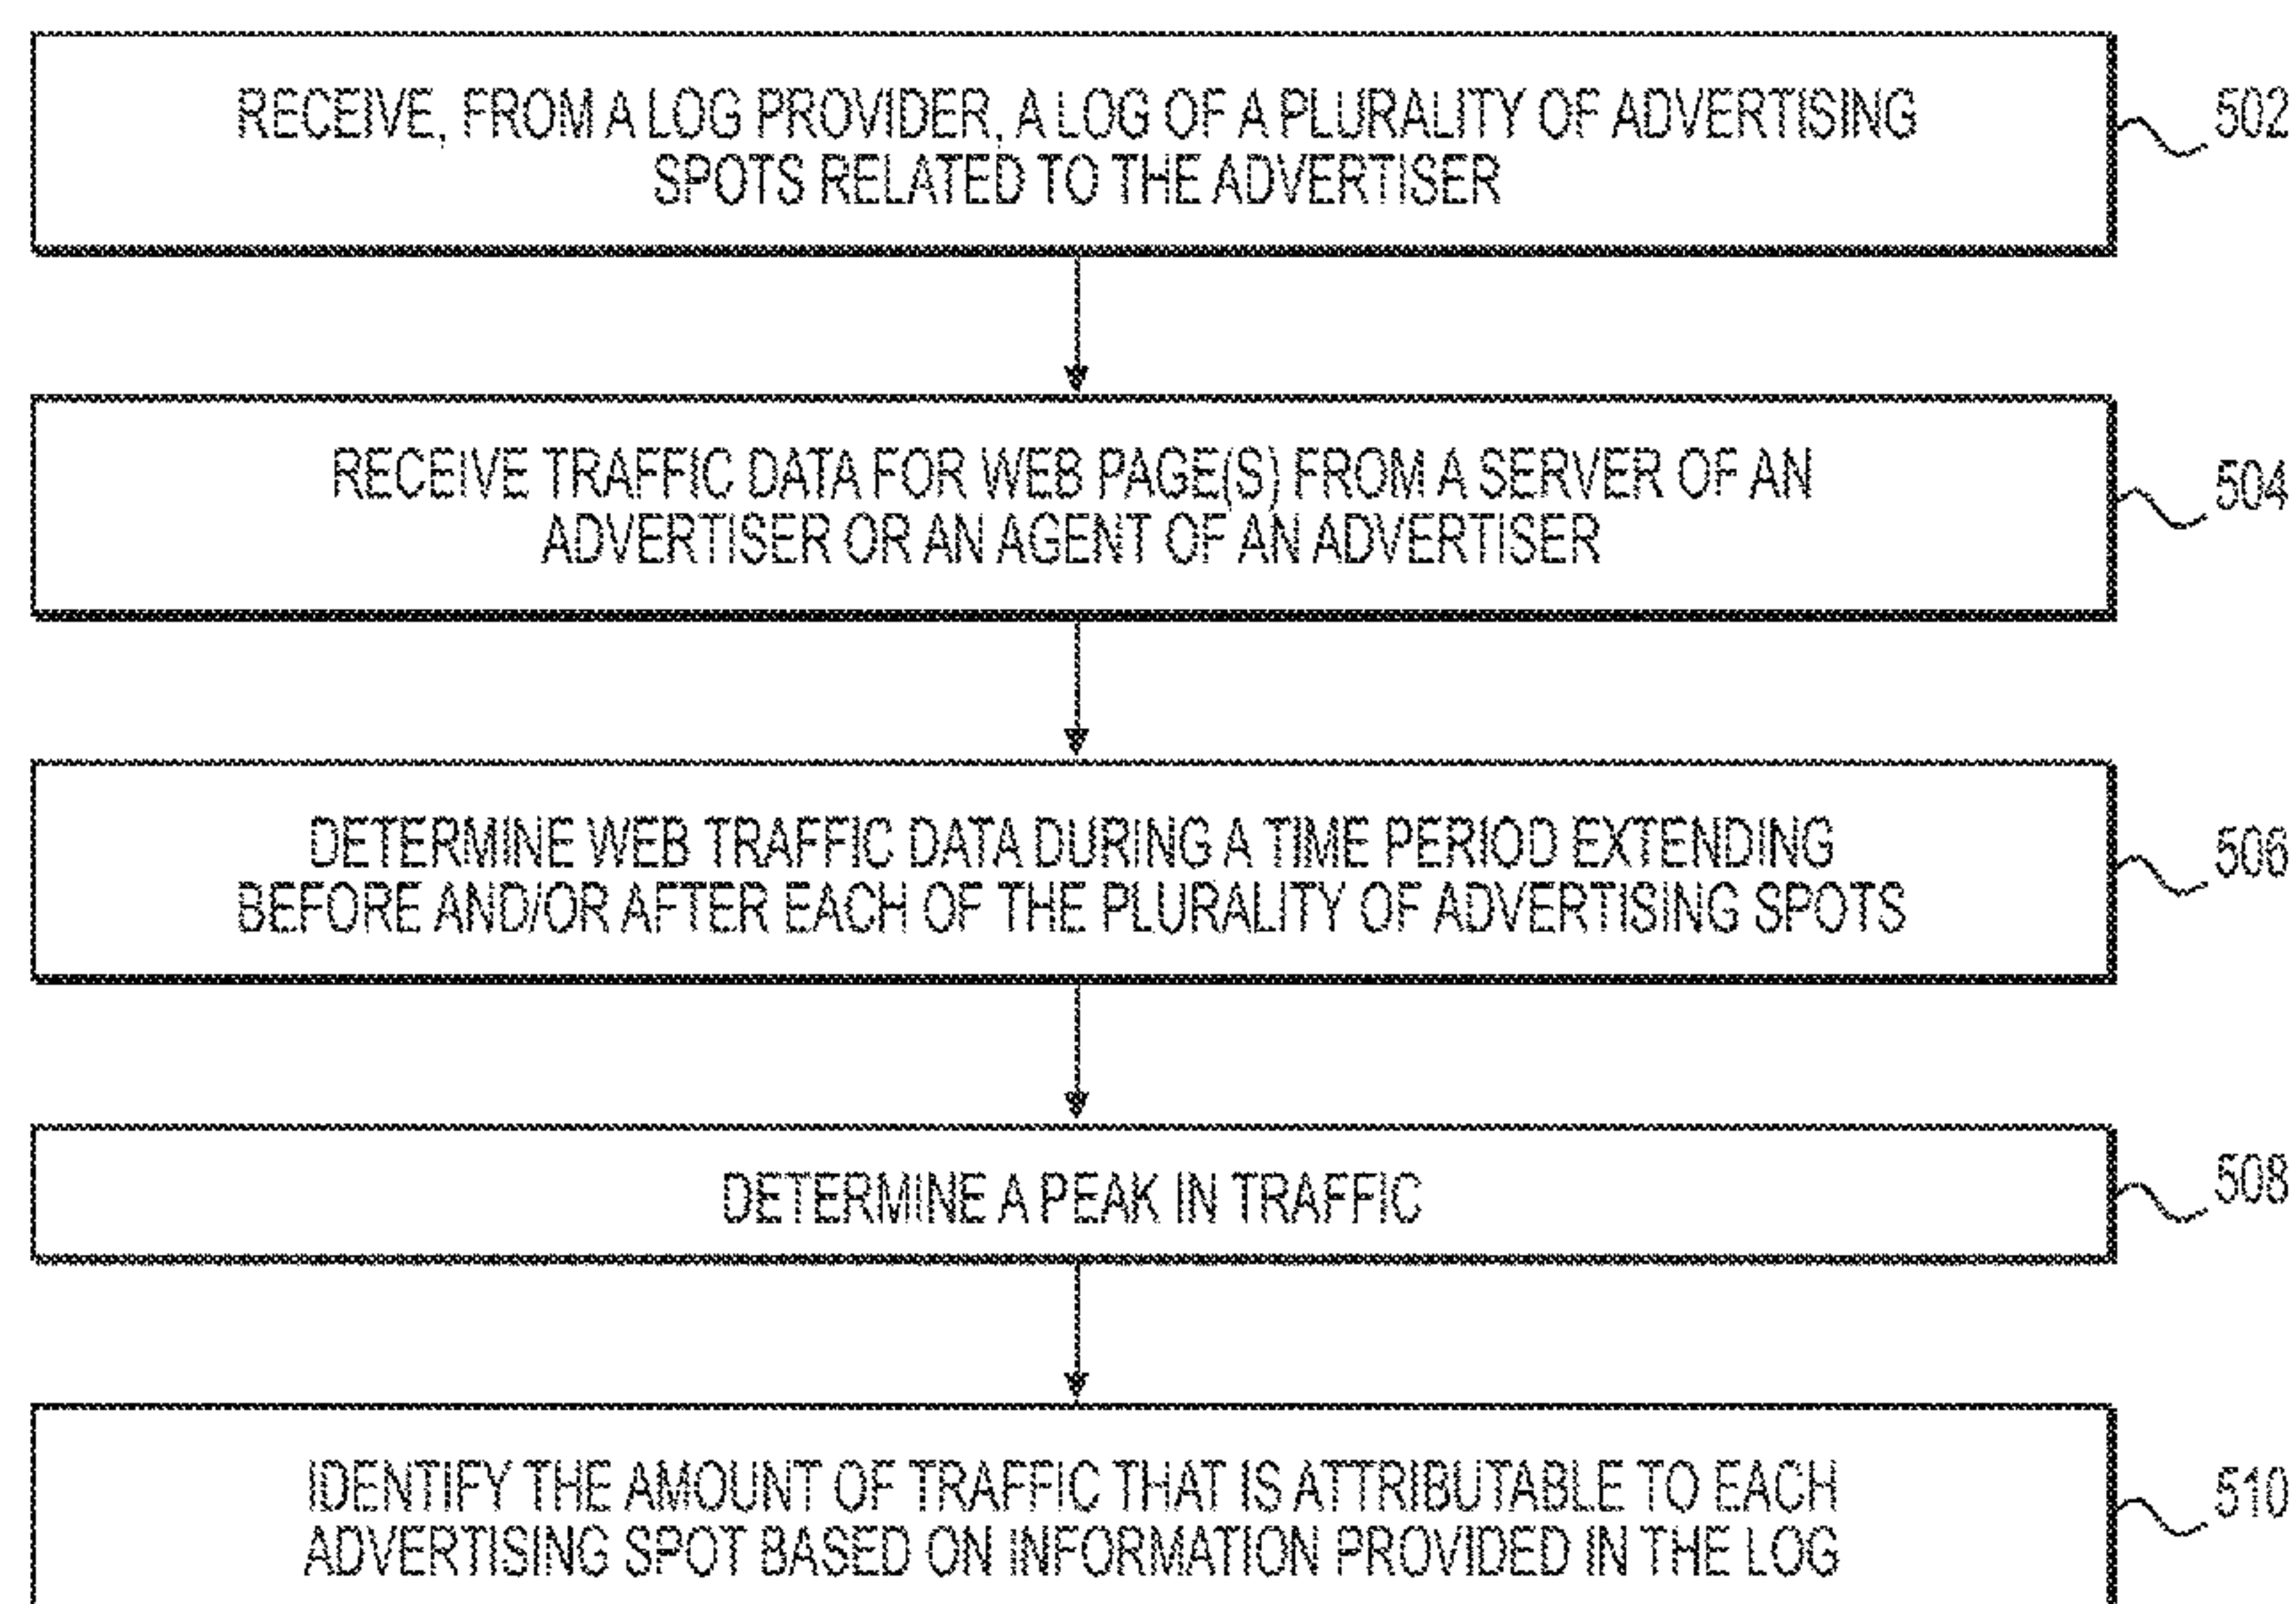 RECEIVE, FROM A LOG PROVIDER, A LOG OF A PLURALITY OF ADVERTISING
SPOTS RELATED TO THE ADVERTISER
502
RECEIVE TRAFFIC DATA FOR WEB PAGE(S) FROM A SERVER OF AN
ADVERTISER OR AN AGENT OF AN ADVERTISER
504
DETERMINE WEB TRAFFIC DATA DURING A TIME PERIOD EXTENDING
BEFORE AND/OR AFTER EACH OF THE PLURALITY OF ADVERTISING SPOTS
506
DETERMINE A PEAK IN TRAFFIC
508
IDENTIFY THE AMOUNT OF TRAFFIC THAT IS ATTRIBUTABLE TO EACH
ADVERTISING SPOT BASED ON INFORMATION PROVIDED IN THE LOG
510